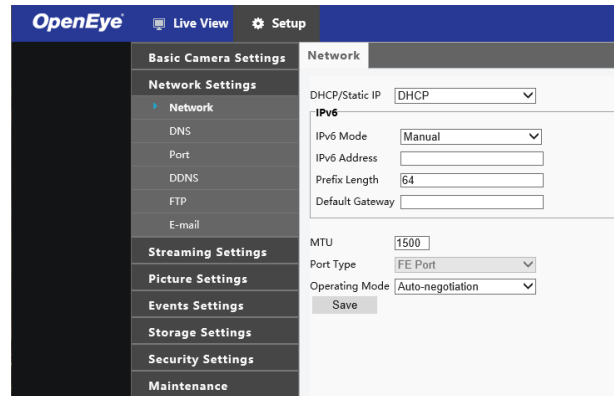 OpenEye Live View Setup
Basic Camera Settings
Network Settings
Network
DNS
Port
DDNS
FTP
E-mail
Streaming Settings
Picture Settings
Events Settings
Storage Settings
Security Settings
Maintenance
Network
DHCP/Static IP DHCP
IPv6
IPv6 Mode Manual
IPv6 Address
Prefix Length 64
Default Gateway
MTU 1500
Port Type FE Port
Operating Mode Auto-negotiation
Save